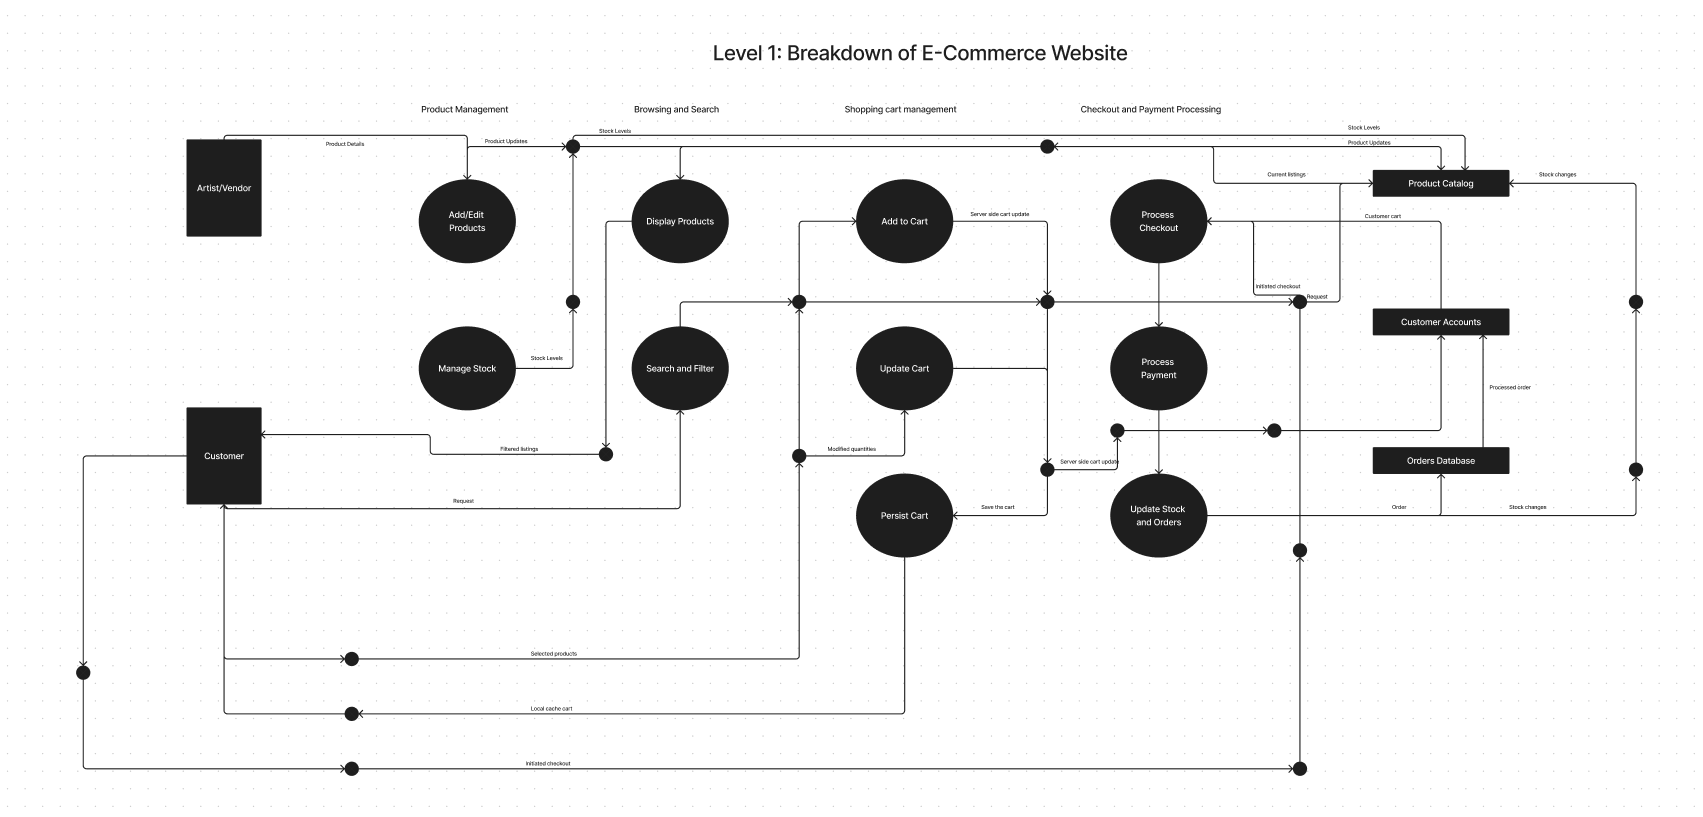 Level 1: Breakdown of E-Commerce Website
Product Management
Browsing and Search
Shopping cart management
Checkout and Payment Processing
Stock Levels
Stock Levels
Product Details
Product Updates
Product Updates
Current listings
Stock changes
Artist/Vendor
Product Catalog
Add/Edit
Products
Display Products
Add to Cart
Server side cart update
Process
Checkout
Customer cart
Initiated checkout
Request
Customer Accounts
Stock Levels
Manage Stock
Search and Filter
Update Cart
Process
Payment
Processed order
Customer
Filtered listings
Modified quantities
Server side cart update
Orders Database
Request
Save the cart
Persist Cart
Update Stock
and Orders
Order
Stock changes
Selected products
Local cache cart
Initiated checkout